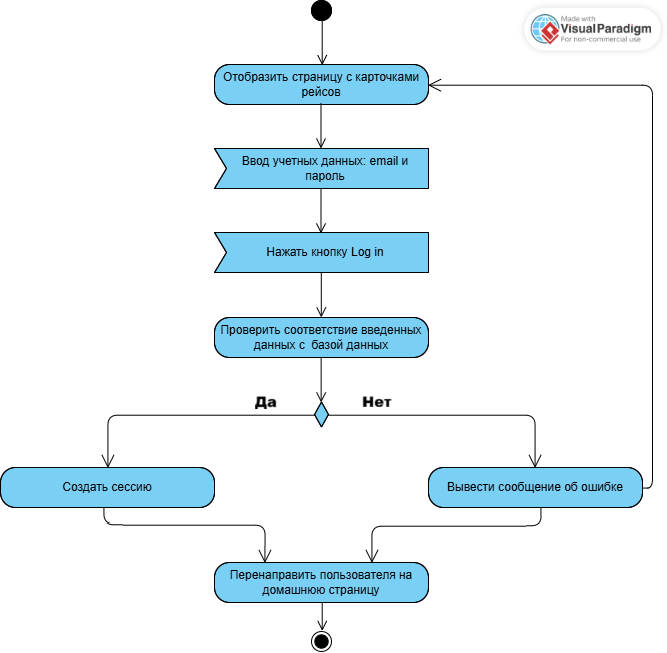 Made with
VisualParadigm
For non-commercial use
Отобразить страницу с карточками
рейсов
Ввод учетных данных: email и
пароль
Нажать кнопку Log in
Проверить соответствие введенных
данных с базой данных
Да
Нет
Создать сессию
Вывести сообщение об ошибке
Перенаправить пользователя на
домашнюю страницу